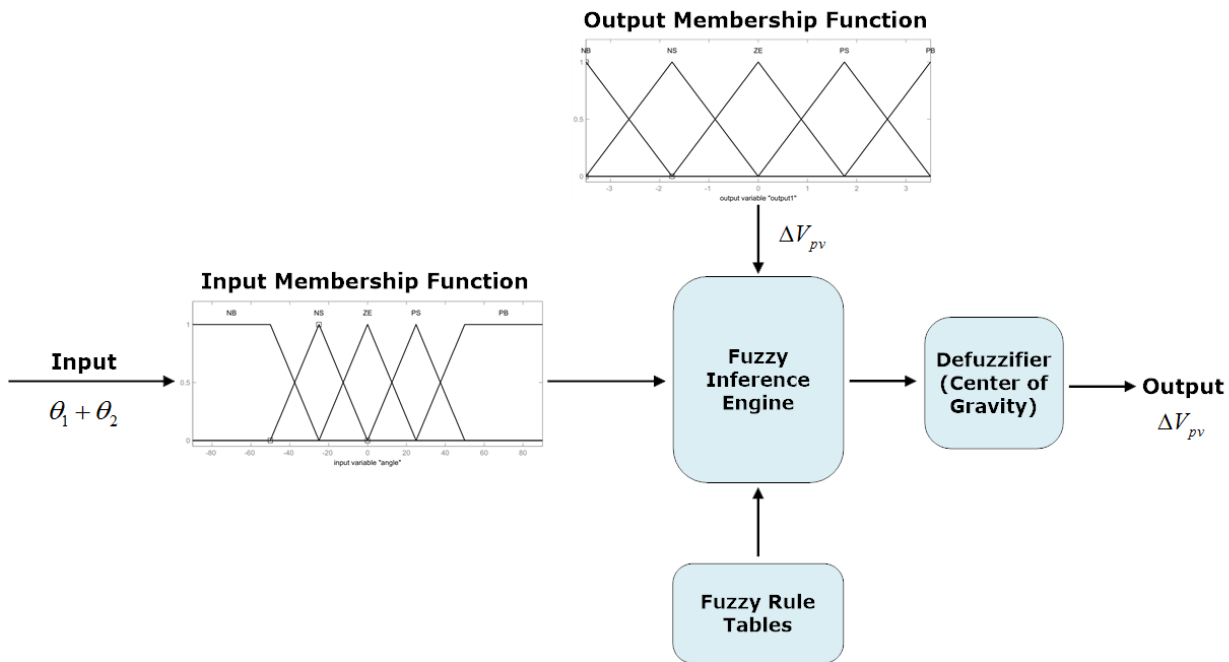 Output Membership Function
NB NS ZE PS PB
1
0.5
0
-3 -2 -1 0 1 2 3
output variable "output1"
ΔV_pv
Input Membership Function
NB NS ZE PS PB
1
0.5
0
-80 -60 -40 -20 0 20 40 60 80
input variable "angle"
Input
θ₁ + θ₂
Fuzzy
Inference
Engine
Defuzzifier
(Center of
Gravity)
Output
ΔV_pv
Fuzzy Rule
Tables